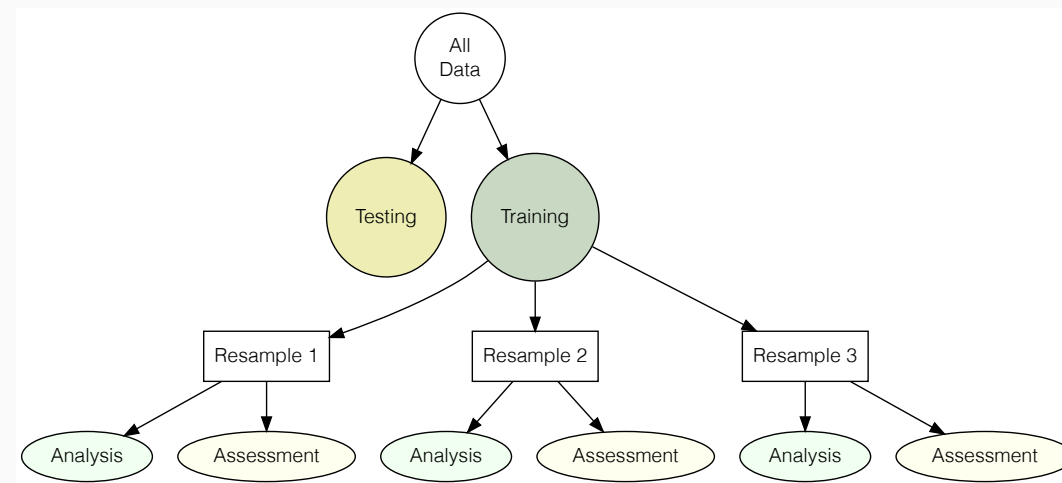 All
Data
Testing
Training
Resample 1
Resample 2
Resample 3
Analysis
Assessment
Analysis
Assessment
Analysis
Assessment